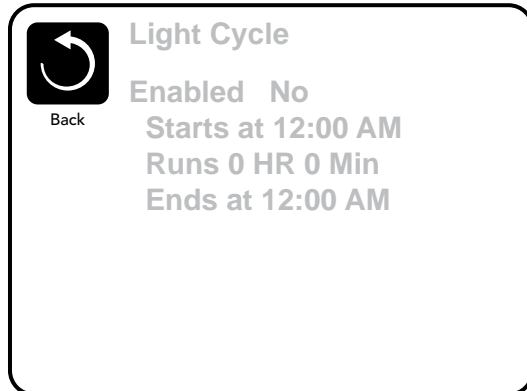 Light Cycle
Back
Enabled No
Starts at 12:00 AM
Runs 0 HR 0 Min
Ends at 12:00 AM